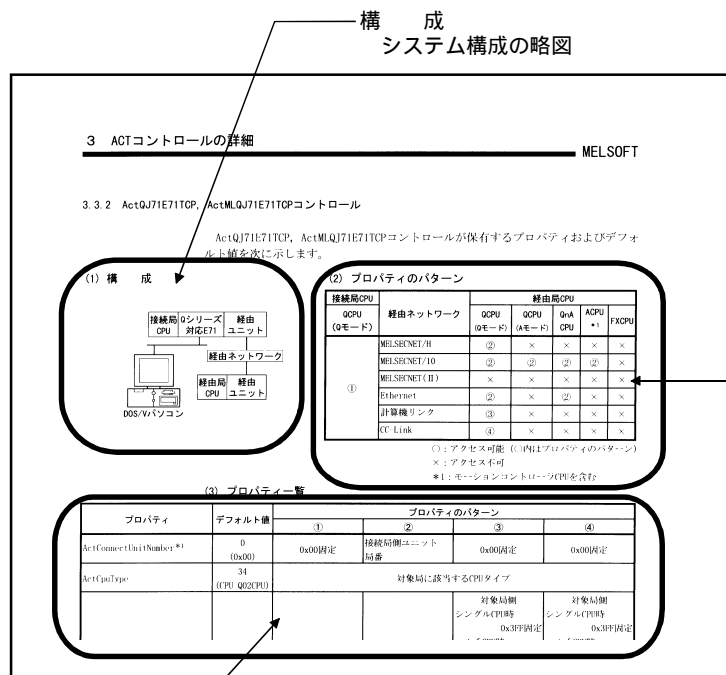 構　　成
システム構成の略図
3　ACTコントロールの詳細
MELSOFT
3.3.2　ActQJ71E71TCP, ActMLQJ71E71TCPコントロール
ActQJ71E71TCP, ActMLQJ71E71TCPコントロールが保有するプロパティおよびデフォ
ルト値を次に示します。
(1) 構　　成
接続局CPU　Qシリーズ対応E71　経由ユニット
経由ネットワーク
経由局CPU　経由ユニット
DOS/Vパソコン
(2) プロパティのパターン
接続局CPU　経由ネットワーク　経由局CPU
QCPU(Qモード)　QCPU(Qモード)　QCPU(Aモード)　QnA CPU　ACPU *1　FXCPU
①　MELSECNET/H　②　×　×　×　×
MELSECNET/10　②　②　②　②　×
MELSECNET(II)　×　×　×　×　×
Ethernet　②　×　②　×　×
計算機リンク　③　×　×　×　×
CC-Link　④　×　×　×　×
○：アクセス可能（○内はプロパティのパターン）
×：アクセス不可
*1：モーションコントローラCPUを含む
(3) プロパティ一覧
プロパティ　デフォルト値　プロパティのパターン
①　②　③　④
ActConnectUnitNumber*1　0(0x00)　0x00固定　接続局側ユニット局番　0x00固定　0x00固定
ActCpuType　34(CPU_Q02CPU)　対象局に該当するCPUタイプ
対象局側　対象局側
シングルCPU時　シングルCPU時
0x3FF固定　0x3FF固定